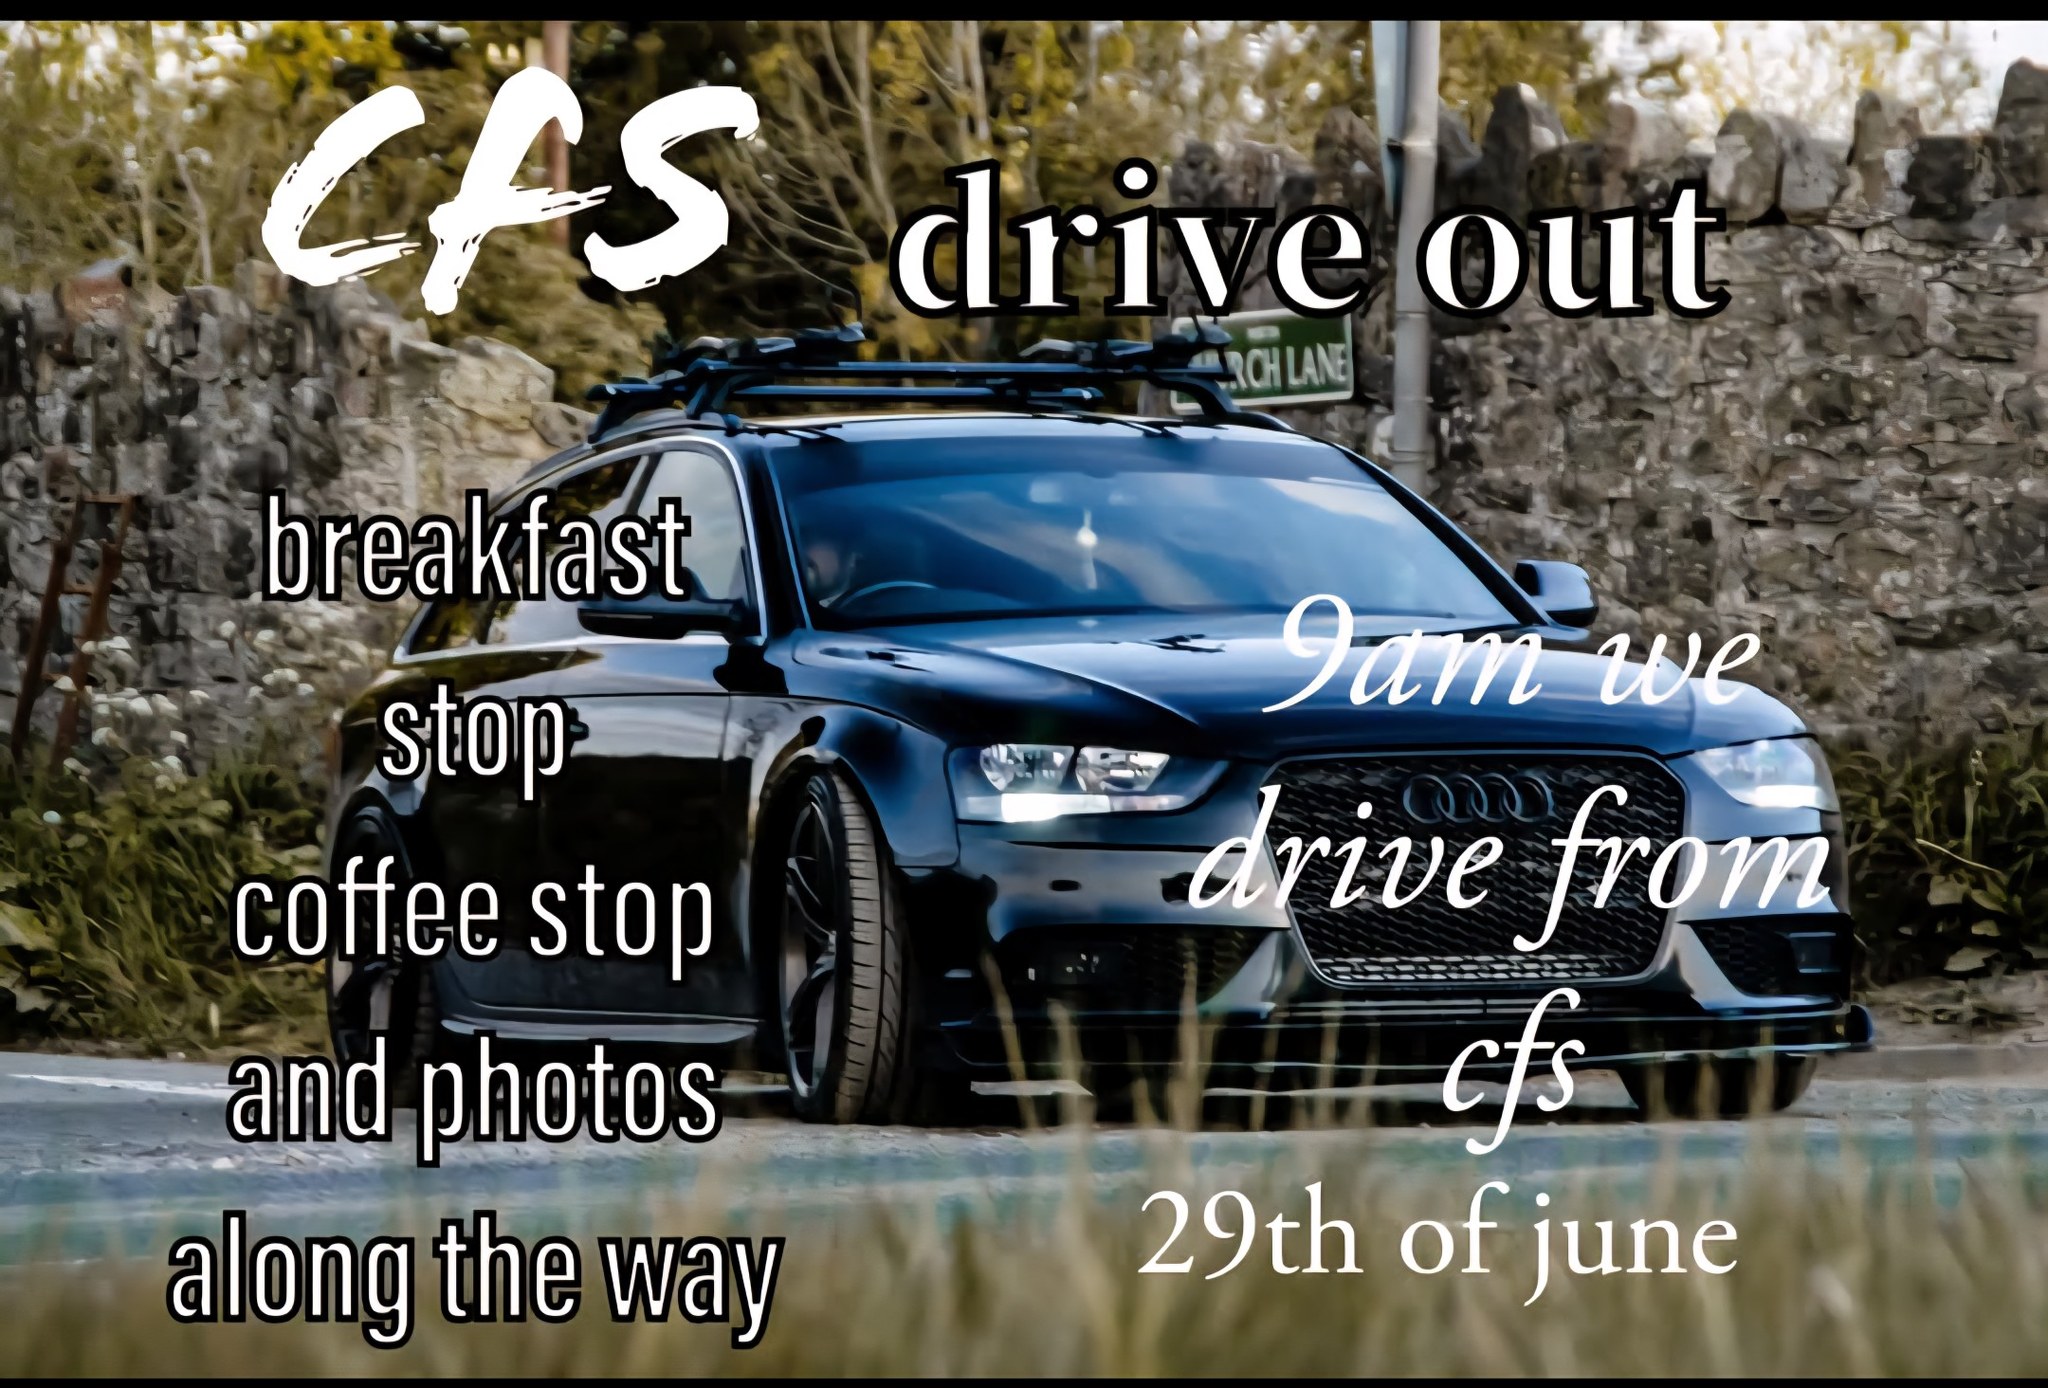 cfs
drive out
breakfast
stop
coffee stop
and photos
along the way
9am we
drive from
cfs
29th of june
LANE